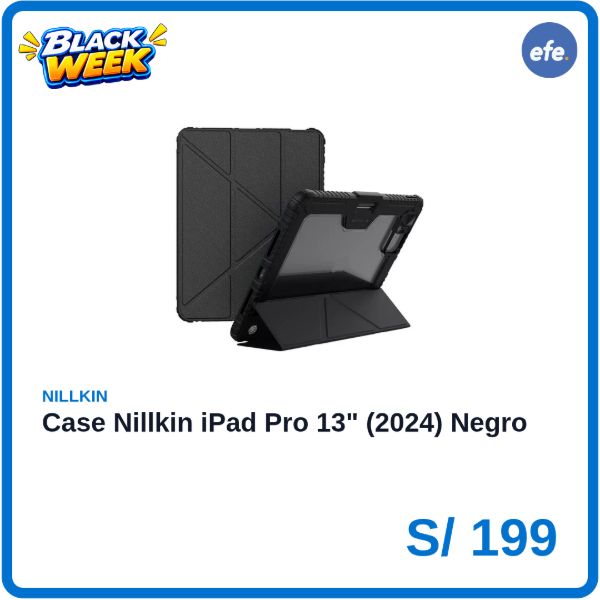 BLACK
WEEK
efe.
NILLKIN
Case Nillkin iPad Pro 13" (2024) Negro
S/ 199